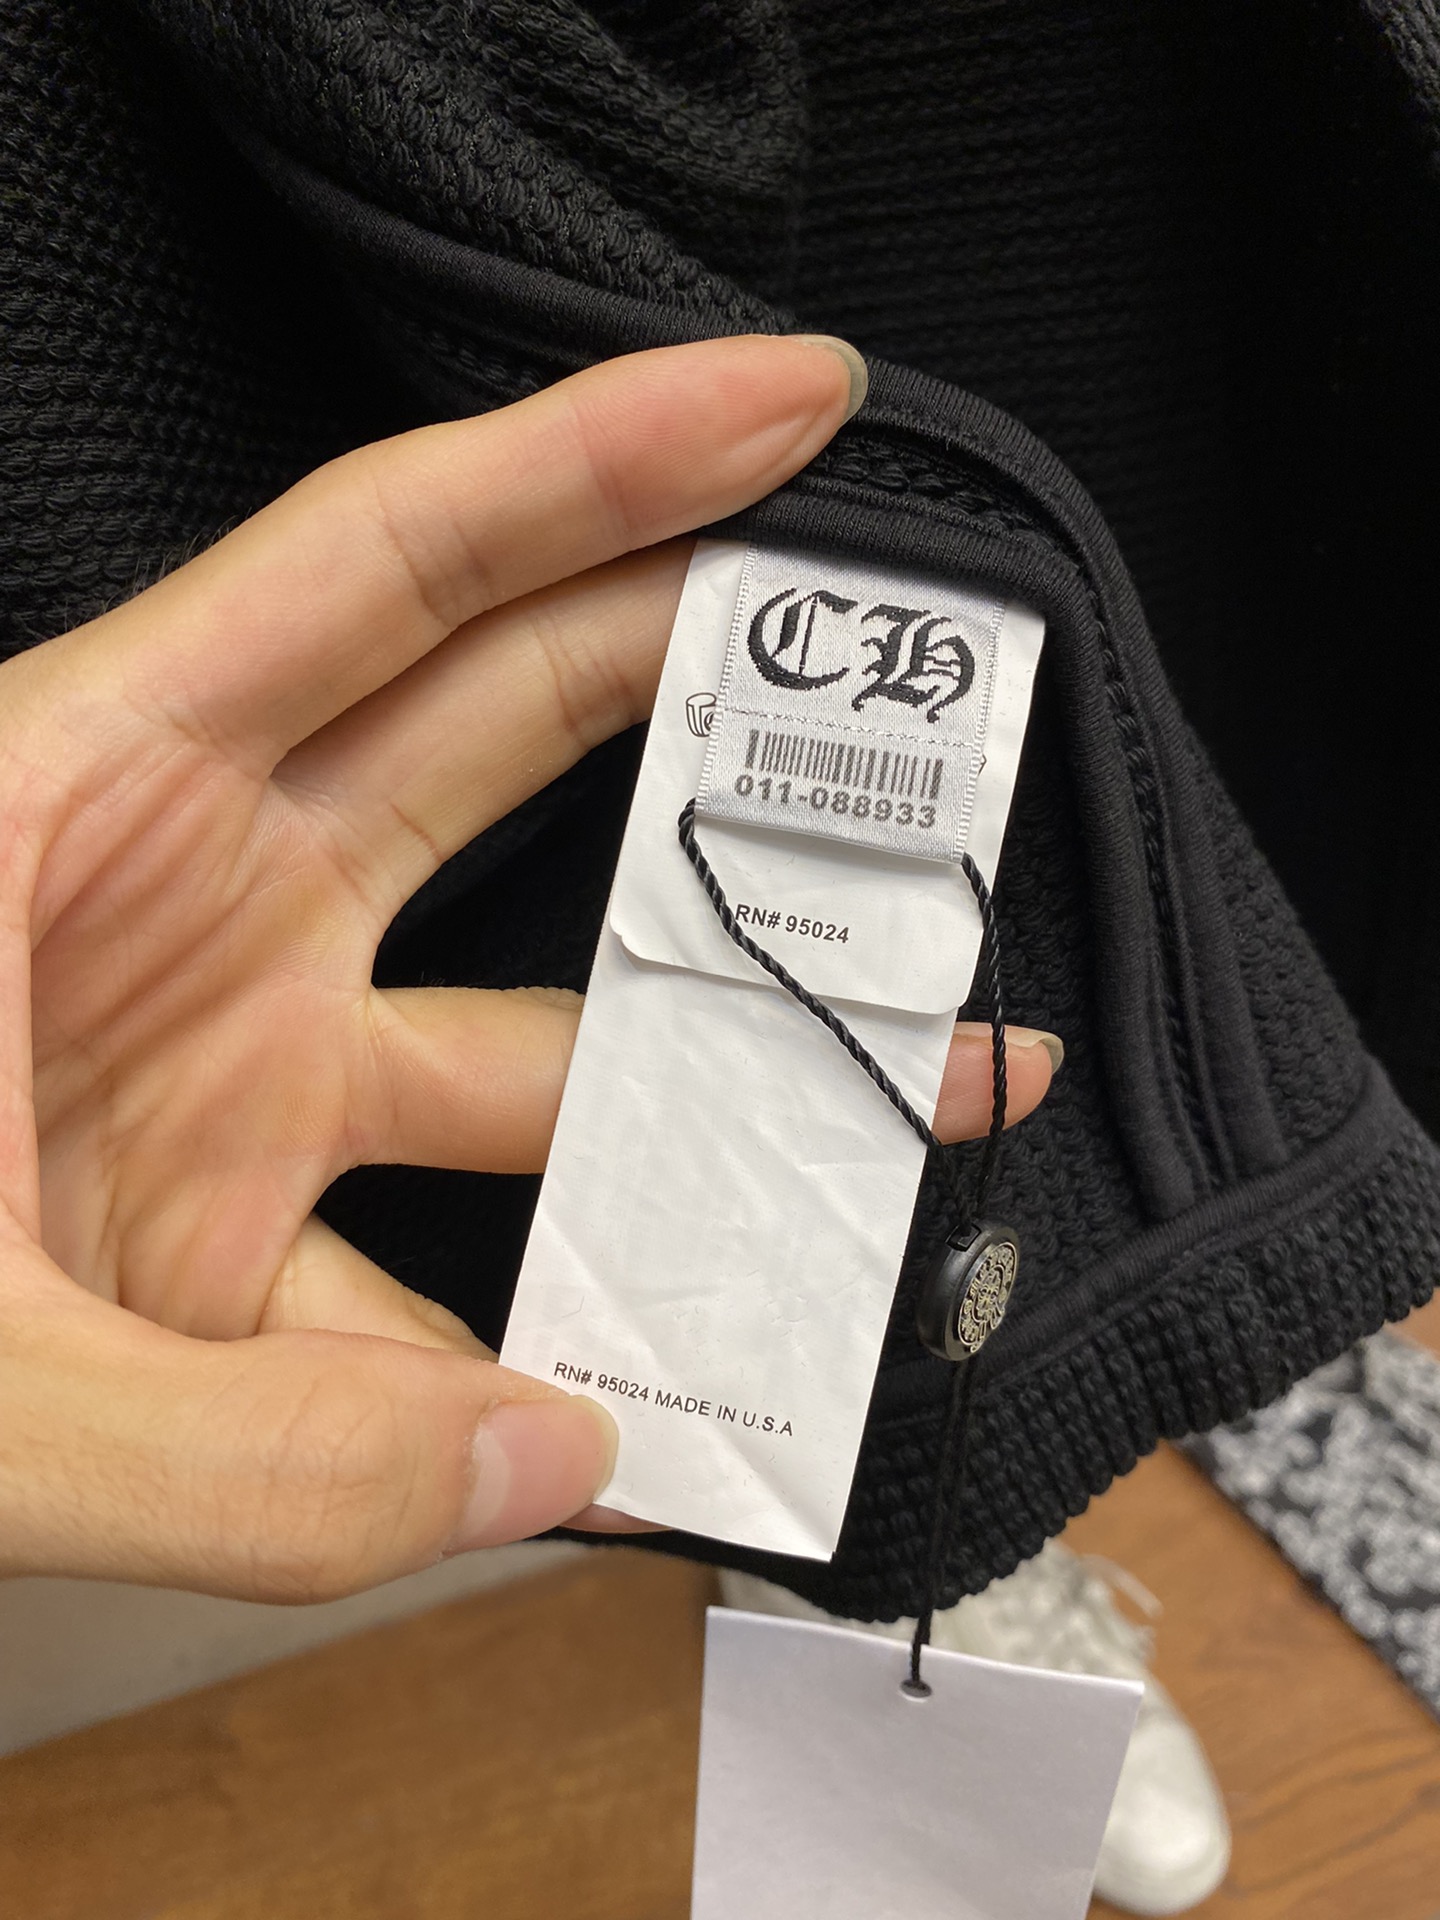 CH
011-088933
RN# 95024
RN# 95024 MADE IN U.S.A